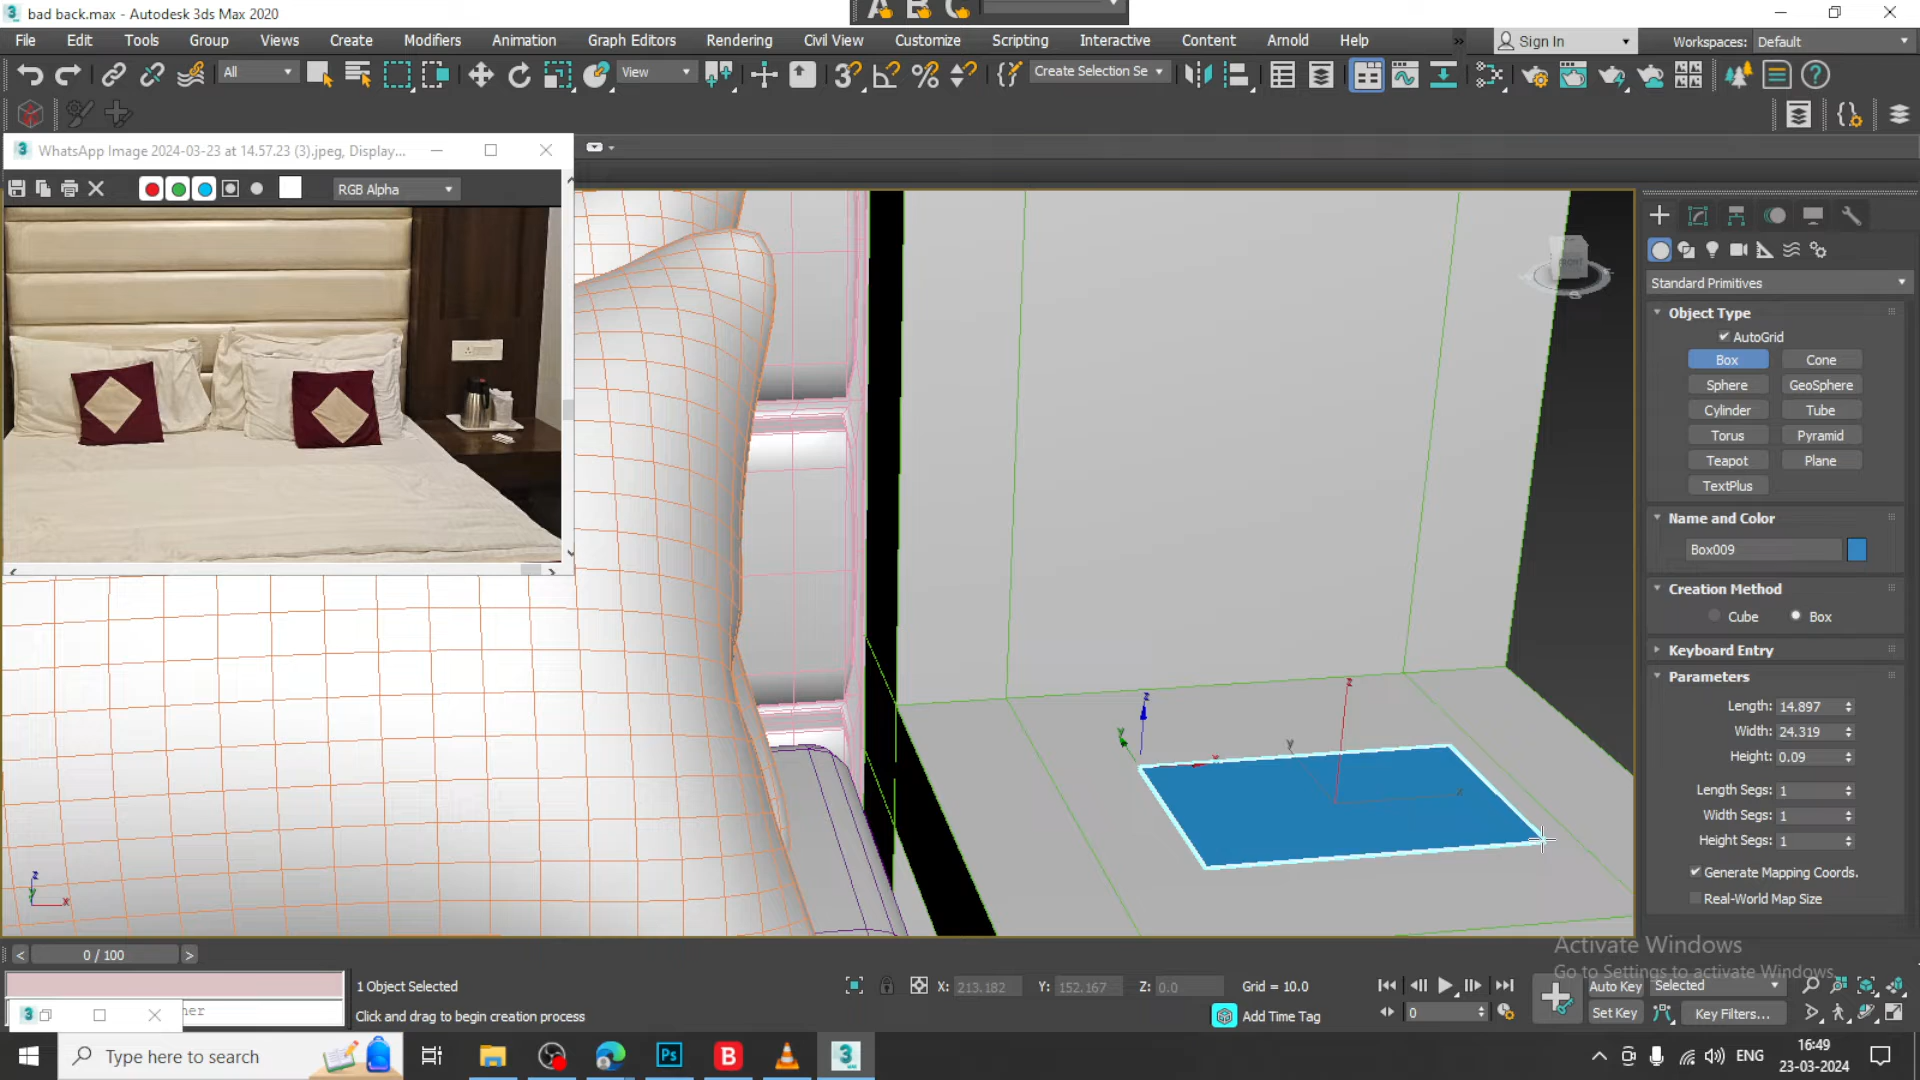 bad back.max - Autodesk 3ds Max 2020
File Edit Tools Group Views Create Modifiers Animation Graph Editors Rendering Civil View Customize Scripting Interactive Content Arnold Help
Sign In
Workspaces: Default
All
View
Create Selection Se
WhatsApp Image 2024-03-23 at 14.57.23 (3).jpeg, Display...
RGB Alpha
Standard Primitives
Object Type
AutoGrid
Box Cone
Sphere GeoSphere
Cylinder Tube
Torus Pyramid
Teapot Plane
TextPlus
Name and Color
Box009
Creation Method
Cube Box
Keyboard Entry
Parameters
Length: 14.897
Width: 24.319
Height: 0.09
Length Segs: 1
Width Segs: 1
Height Segs: 1
Generate Mapping Coords.
Real-World Map Size
FRONT
z
y
x
z
y
z
x
Activate Windows
Go to Settings to activate Windows.
0 / 100
1 Object Selected
X: 213.182 Y: 152.167 Z: 0.0 Grid = 10.0
Click and drag to begin creation process
Add Time Tag
0
Auto Key Selected
Set Key Key Filters...
Type here to search
Ps
B
3
ENG
16:49
23-03-2024